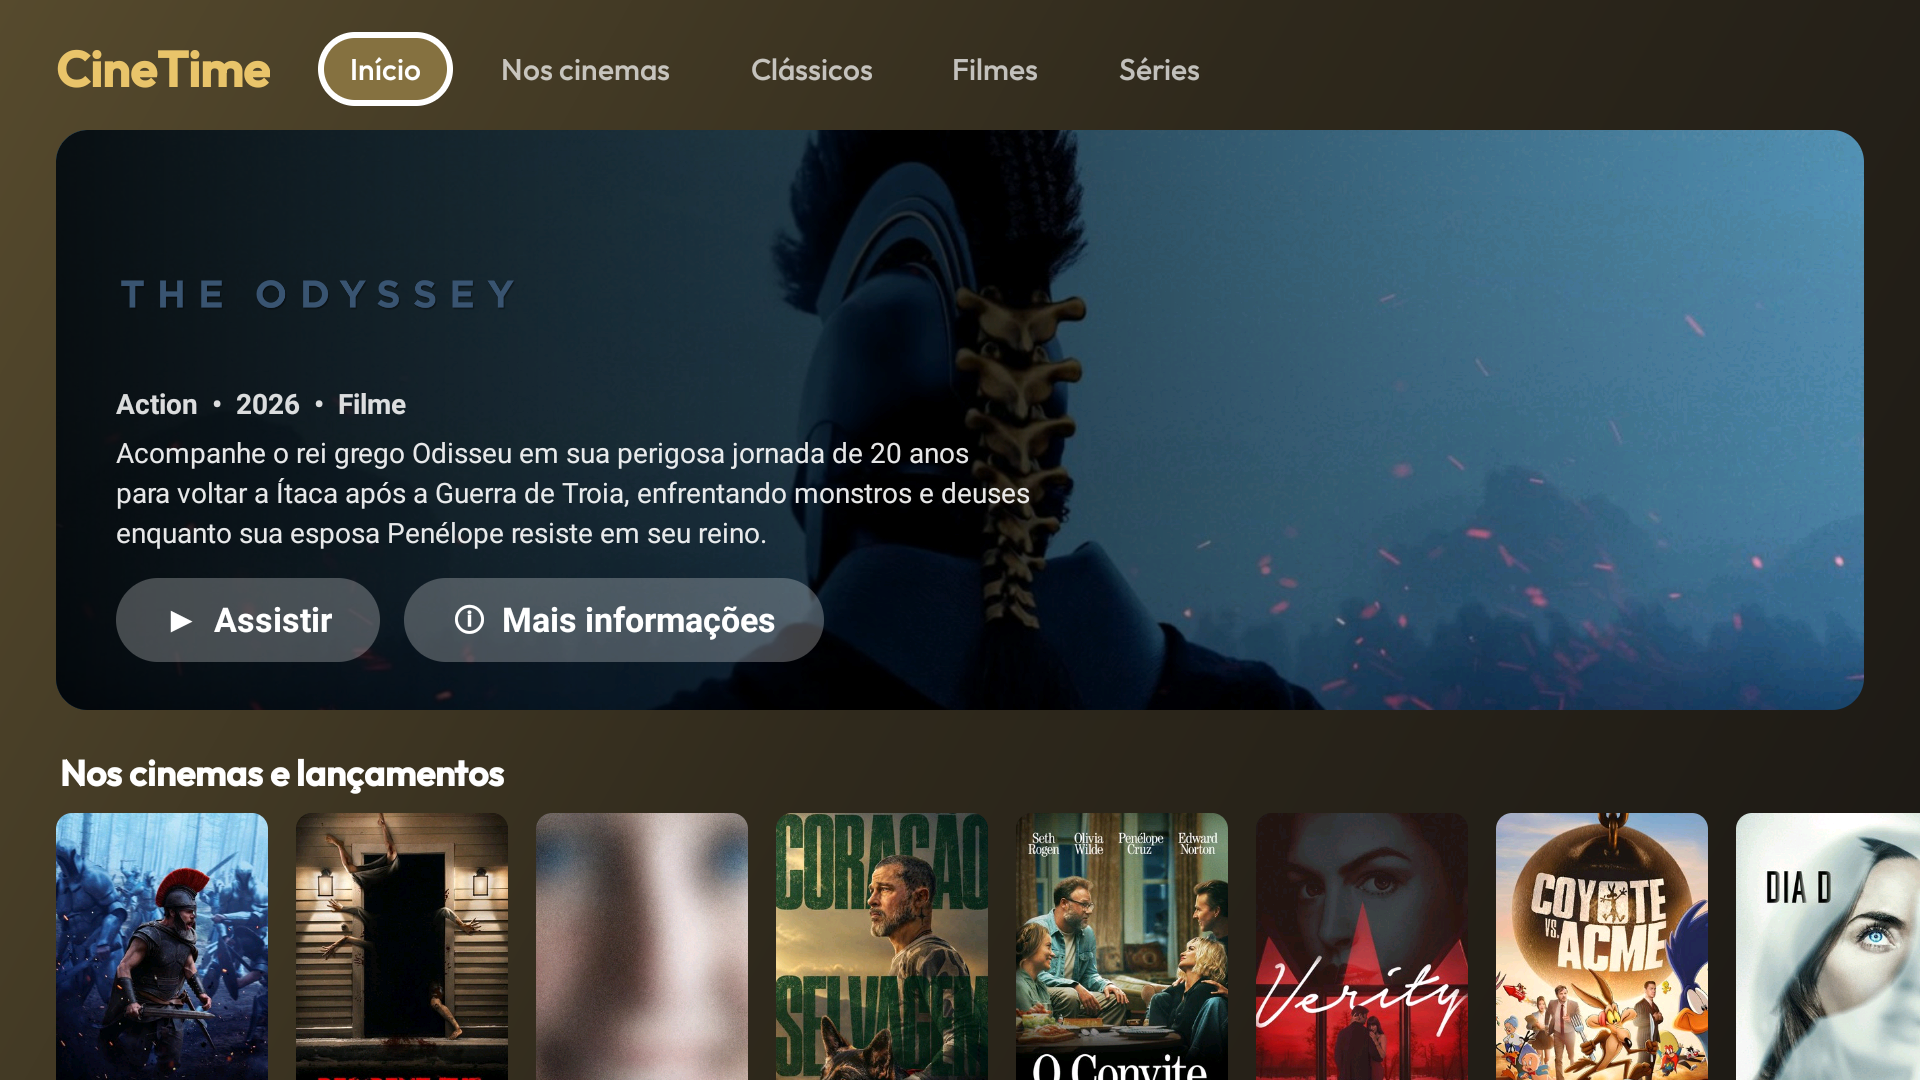 CineTime
Início
Nos cinemas
Clássicos
Filmes
Séries
THE ODYSSEY
Action • 2026 • Filme
Acompanhe o rei grego Odisseu em sua perigosa jornada de 20 anos
para voltar a Ítaca após a Guerra de Troia, enfrentando monstros e deuses
enquanto sua esposa Penélope resiste em seu reino.
Assistir
Mais informações
Nos cinemas e lançamentos
CORAÇÃO
SELVAGEM
Seth Rogen
Olivia Wilde
Penélope Cruz
Edward Norton
O Convite
Verity
COYOTE
VS.
ACME
DIA D